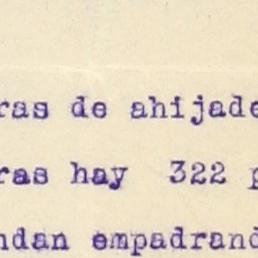 ras de ahijade
ras hay 322 p
ndan empadrand